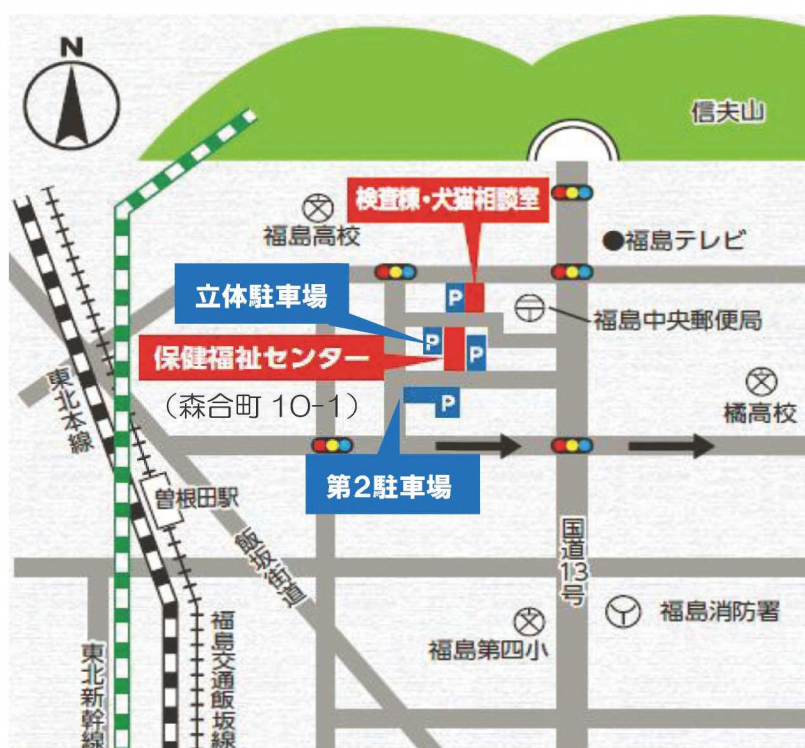 N
信夫山
検査棟・犬猫相談室
福島高校
●福島テレビ
立体駐車場
P
福島中央郵便局
P
保健福祉センター
P
(森合町 10-1)
P
橘高校
東北本線
第2駐車場
曽根田駅
飯坂街道
国道13号
福島消防署
福島第四小
東北新幹線
福島交通飯坂線